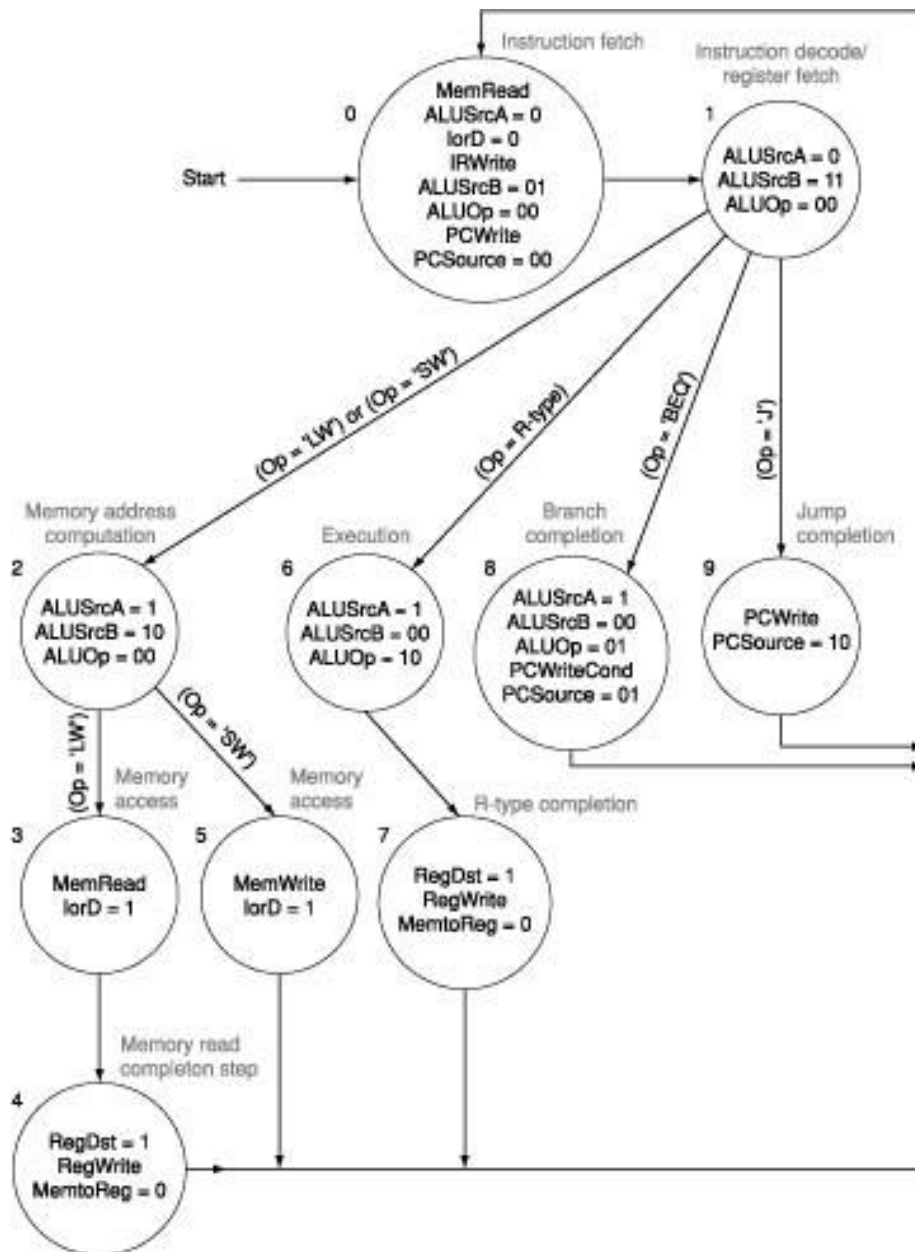 Instruction fetch
Instruction decode/
register fetch
0
MemRead
ALUSrcA = 0
IorD = 0
IRWrite
ALUSrcB = 01
ALUOp = 00
PCWrite
PCSource = 00
1
ALUSrcA = 0
ALUSrcB = 11
ALUOp = 00
Start
(Op = 'LW') or (Op = 'SW')
(Op = R-type)
(Op = 'BEQ')
(Op = 'J')
Memory address
computation
2
ALUSrcA = 1
ALUSrcB = 10
ALUOp = 00
Execution
6
ALUSrcA = 1
ALUSrcB = 00
ALUOp = 10
Branch
completion
8
ALUSrcA = 1
ALUSrcB = 00
ALUOp = 01
PCWriteCond
PCSource = 01
Jump
completion
9
PCWrite
PCSource = 10
(Op = 'LW')
(Op = 'SW')
Memory
access
3
MemRead
IorD = 1
Memory
access
5
MemWrite
IorD = 1
R-type completion
7
RegDst = 1
RegWrite
MemtoReg = 0
Memory read
completon step
4
RegDst = 1
RegWrite
MemtoReg = 0